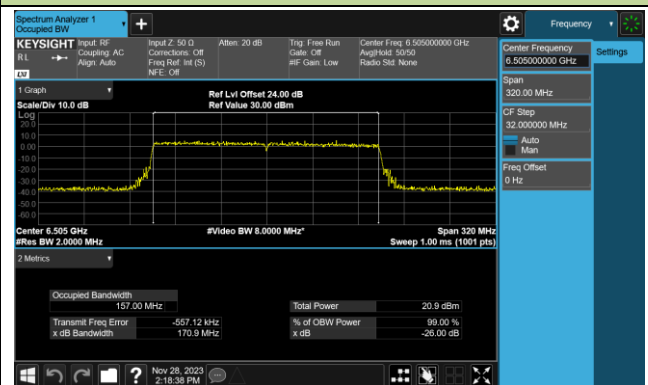 Spectrum Analyzer 1
Occupied BW
Frequency
KEYSIGHT
RL
LXI
Input: RF
Coupling: AC
Align: Auto
Input Z: 50 Ω
Corrections: Off
Freq Ref: Int (S)
NFE: Off
Atten: 20 dB
Trig: Free Run
Gate: Off
#IF Gain: Low
Center Freq: 6.505000000 GHz
Avg|Hold: 50/50
Radio Std: None
Center Frequency
6.505000000 GHz
Settings
Span
320.00 MHz
CF Step
32.000000 MHz
Auto
Man
Freq Offset
0 Hz
1 Graph
Scale/Div 10.0 dB
Ref Lvl Offset 24.00 dB
Ref Value 30.00 dBm
Log
20.0
10.0
0.00
-10.0
-20.0
-30.0
-40.0
-50.0
-60.0
Center 6.505 GHz
#Video BW 8.0000 MHz*
Span 320 MHz
#Res BW 2.0000 MHz
Sweep 1.00 ms (1001 pts)
2 Metrics
Occupied Bandwidth
157.00 MHz
Total Power
20.9 dBm
Transmit Freq Error
-557.12 kHz
% of OBW Power
99.00 %
x dB Bandwidth
170.9 MHz
x dB
-26.00 dB
?
Nov 28, 2023
2:18:38 PM